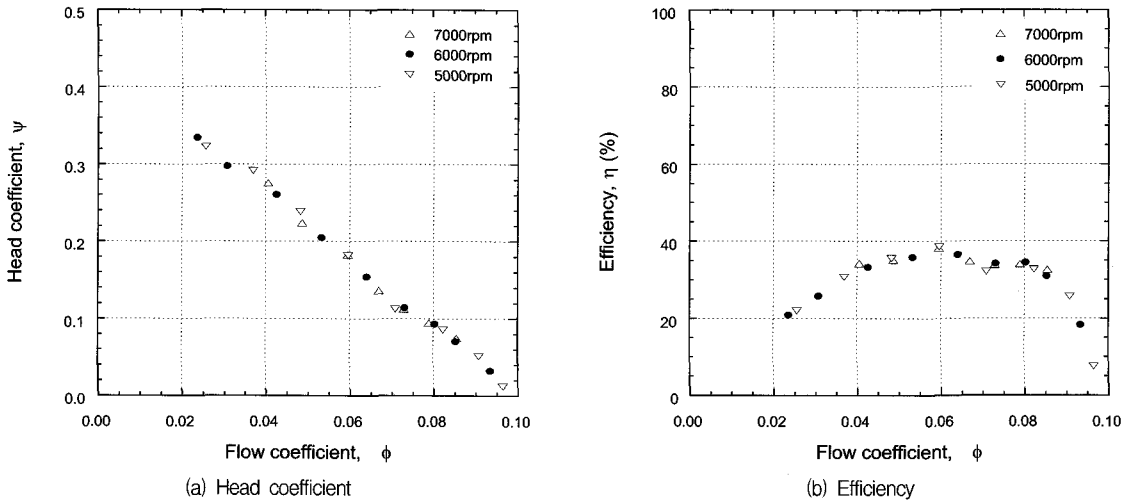 0.5
0.4
0.3
0.2
0.1
0.0
Head coefficient, ψ
△ 7000rpm
● 6000rpm
▽ 5000rpm
0.00 0.02 0.04 0.06 0.08 0.10
Flow coefficient, ϕ
(a) Head coefficient
100
80
60
40
20
0
Efficiency, η (%)
△ 7000rpm
● 6000rpm
▽ 5000rpm
0.00 0.02 0.04 0.06 0.08 0.10
Flow coefficient, ϕ
(b) Efficiency